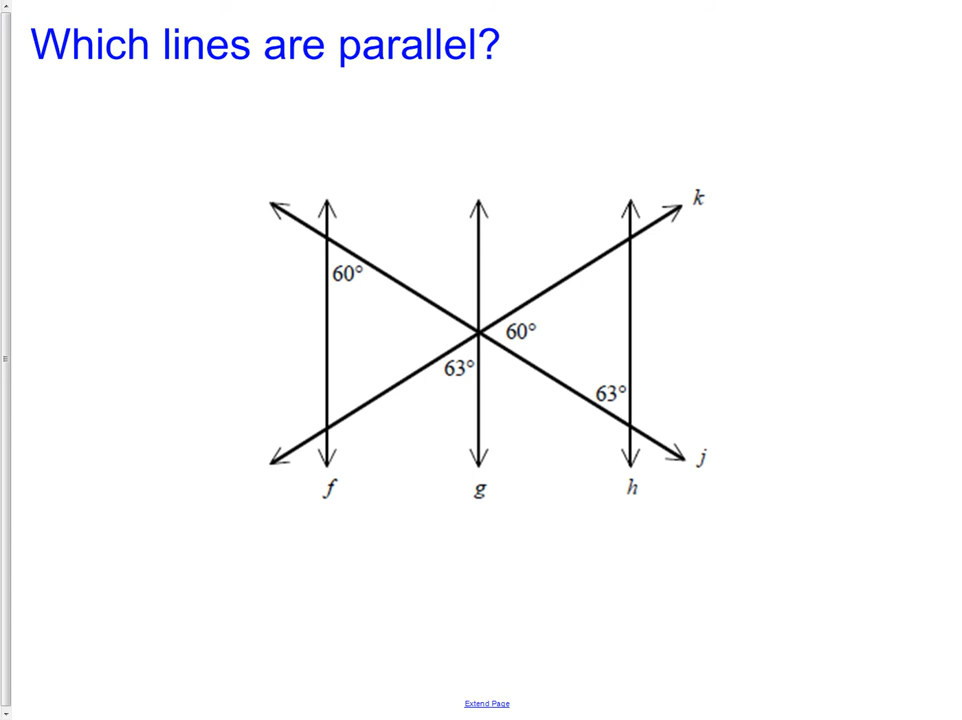 Which lines are parallel?
k
60°
60°
63°
63°
j
f g h
Extend Page